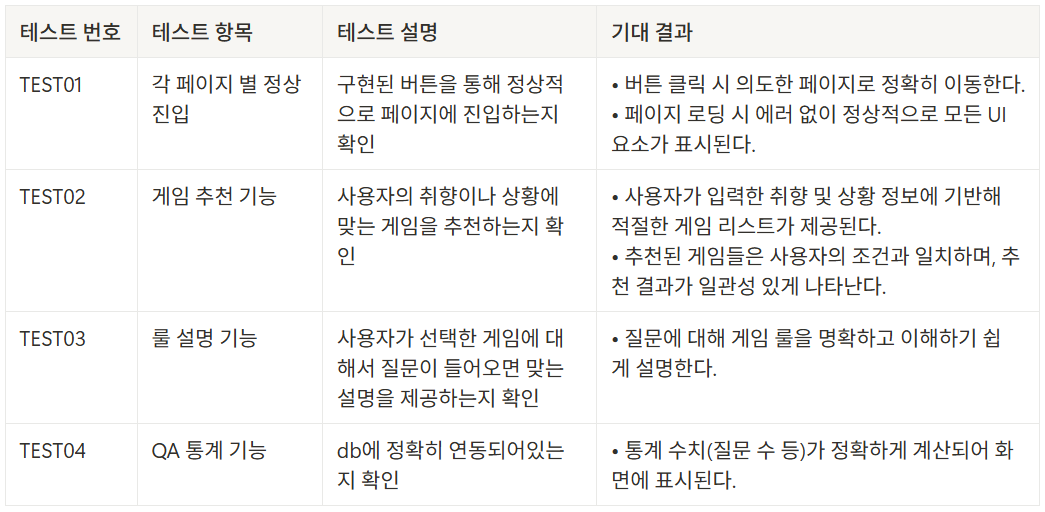 테스트 번호
테스트 항목
테스트 설명
기대 결과
TEST01
각 페이지 별 정상
진입
구현된 버튼을 통해 정상적
으로 페이지에 진입하는지
확인
• 버튼 클릭 시 의도한 페이지로 정확히 이동한다.
• 페이지 로딩 시 에러 없이 정상적으로 모든 UI
요소가 표시된다.
TEST02
게임 추천 기능
사용자의 취향이나 상황에
맞는 게임을 추천하는지 확
인
• 사용자가 입력한 취향 및 상황 정보에 기반해
적절한 게임 리스트가 제공된다.
• 추천된 게임들은 사용자의 조건과 일치하며, 추
천 결과가 일관성 있게 나타난다.
TEST03
룰 설명 기능
사용자가 선택한 게임에 대
해서 질문이 들어오면 맞는
설명을 제공하는지 확인
• 질문에 대해 게임 룰을 명확하고 이해하기 쉽
게 설명한다.
TEST04
QA 통계 기능
db에 정확히 연동되어있는
지 확인
• 통계 수치(질문 수 등)가 정확하게 계산되어 화
면에 표시된다.